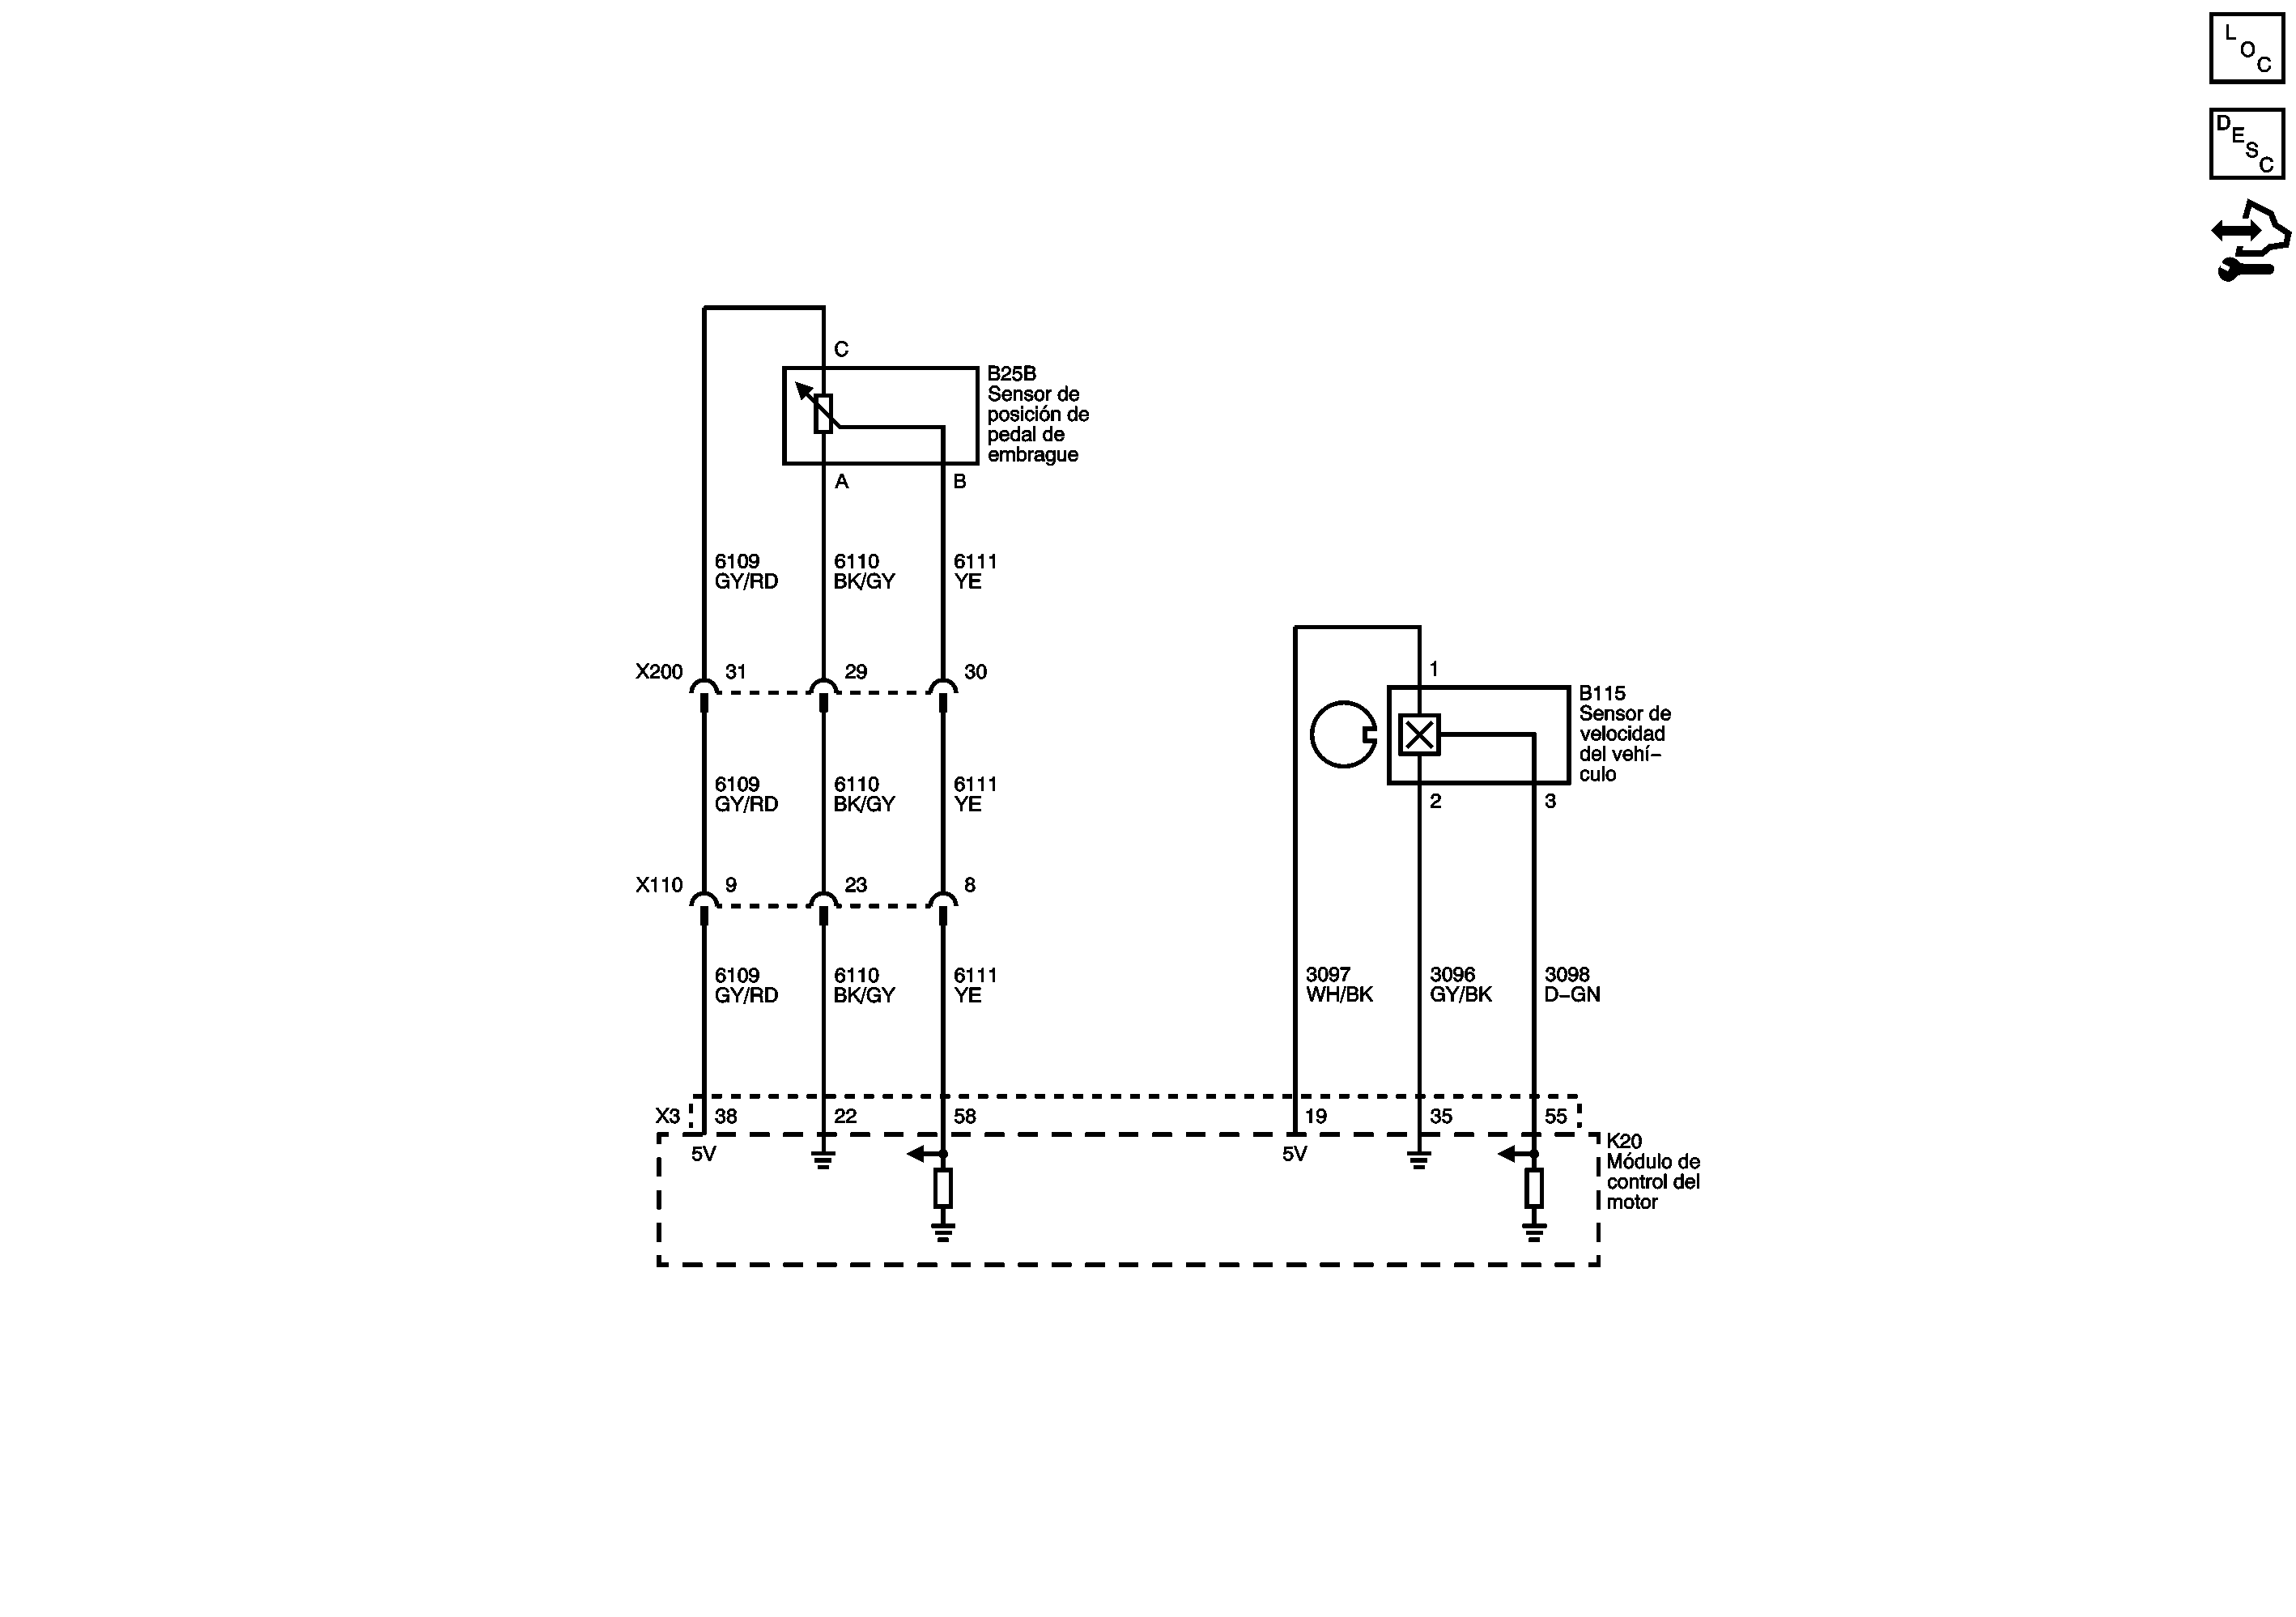 L
O
C
D
E
S
C
C
B25B
Sensor de
posición de
pedal de
embrague
A
B
6109
GY/RD
6110
BK/GY
6111
YE
X200
31
29
30
1
B115
Sensor de
velocidad
del vehí–
culo
2
3
6109
GY/RD
6110
BK/GY
6111
YE
X110
9
23
8
6109
GY/RD
6110
BK/GY
6111
YE
3097
WH/BK
3096
GY/BK
3098
D–GN
X3
38
22
58
19
35
55
5V
5V
K20
Módulo de
control del
motor